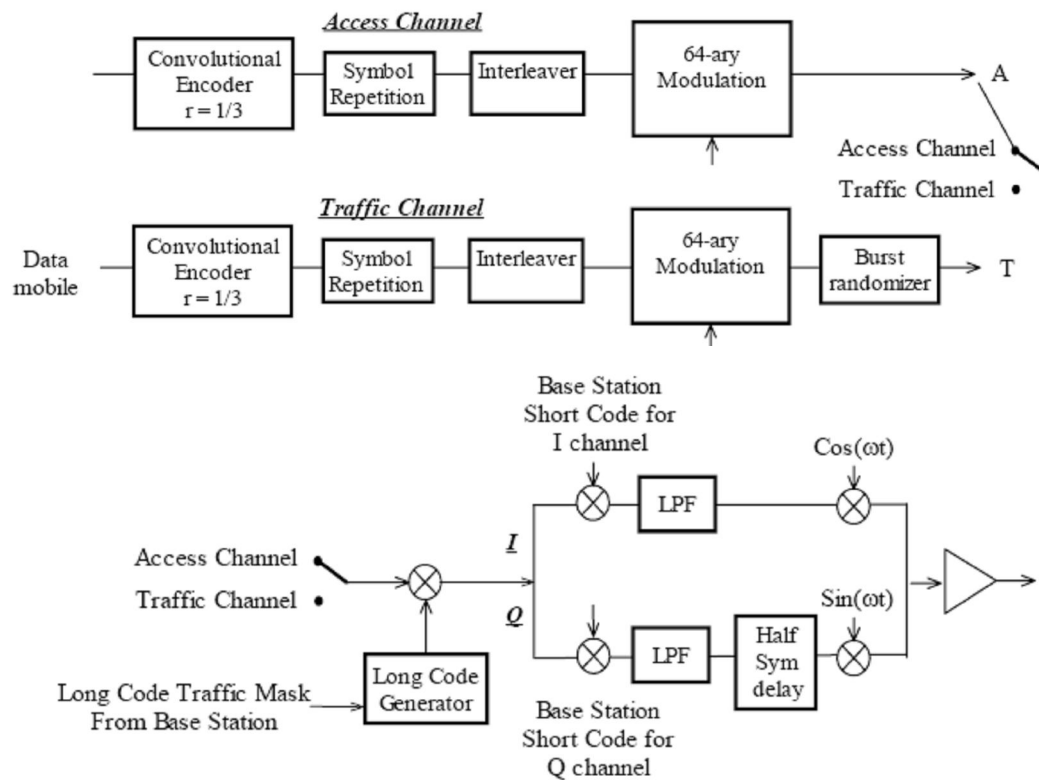 Access Channel
Convolutional
Encoder
r = 1/3
Symbol
Repetition
Interleaver
64-ary
Modulation
A
Access Channel
Traffic Channel
Traffic Channel
Data
mobile
Convolutional
Encoder
r = 1/3
Symbol
Repetition
Interleaver
64-ary
Modulation
Burst
randomizer
T
Base Station
Short Code for
I channel
Cos(ωt)
LPF
I
Access Channel
Traffic Channel
Q
Sin(ωt)
LPF
Half
Sym
delay
Long Code Traffic Mask
From Base Station
Long Code
Generator
Base Station
Short Code for
Q channel